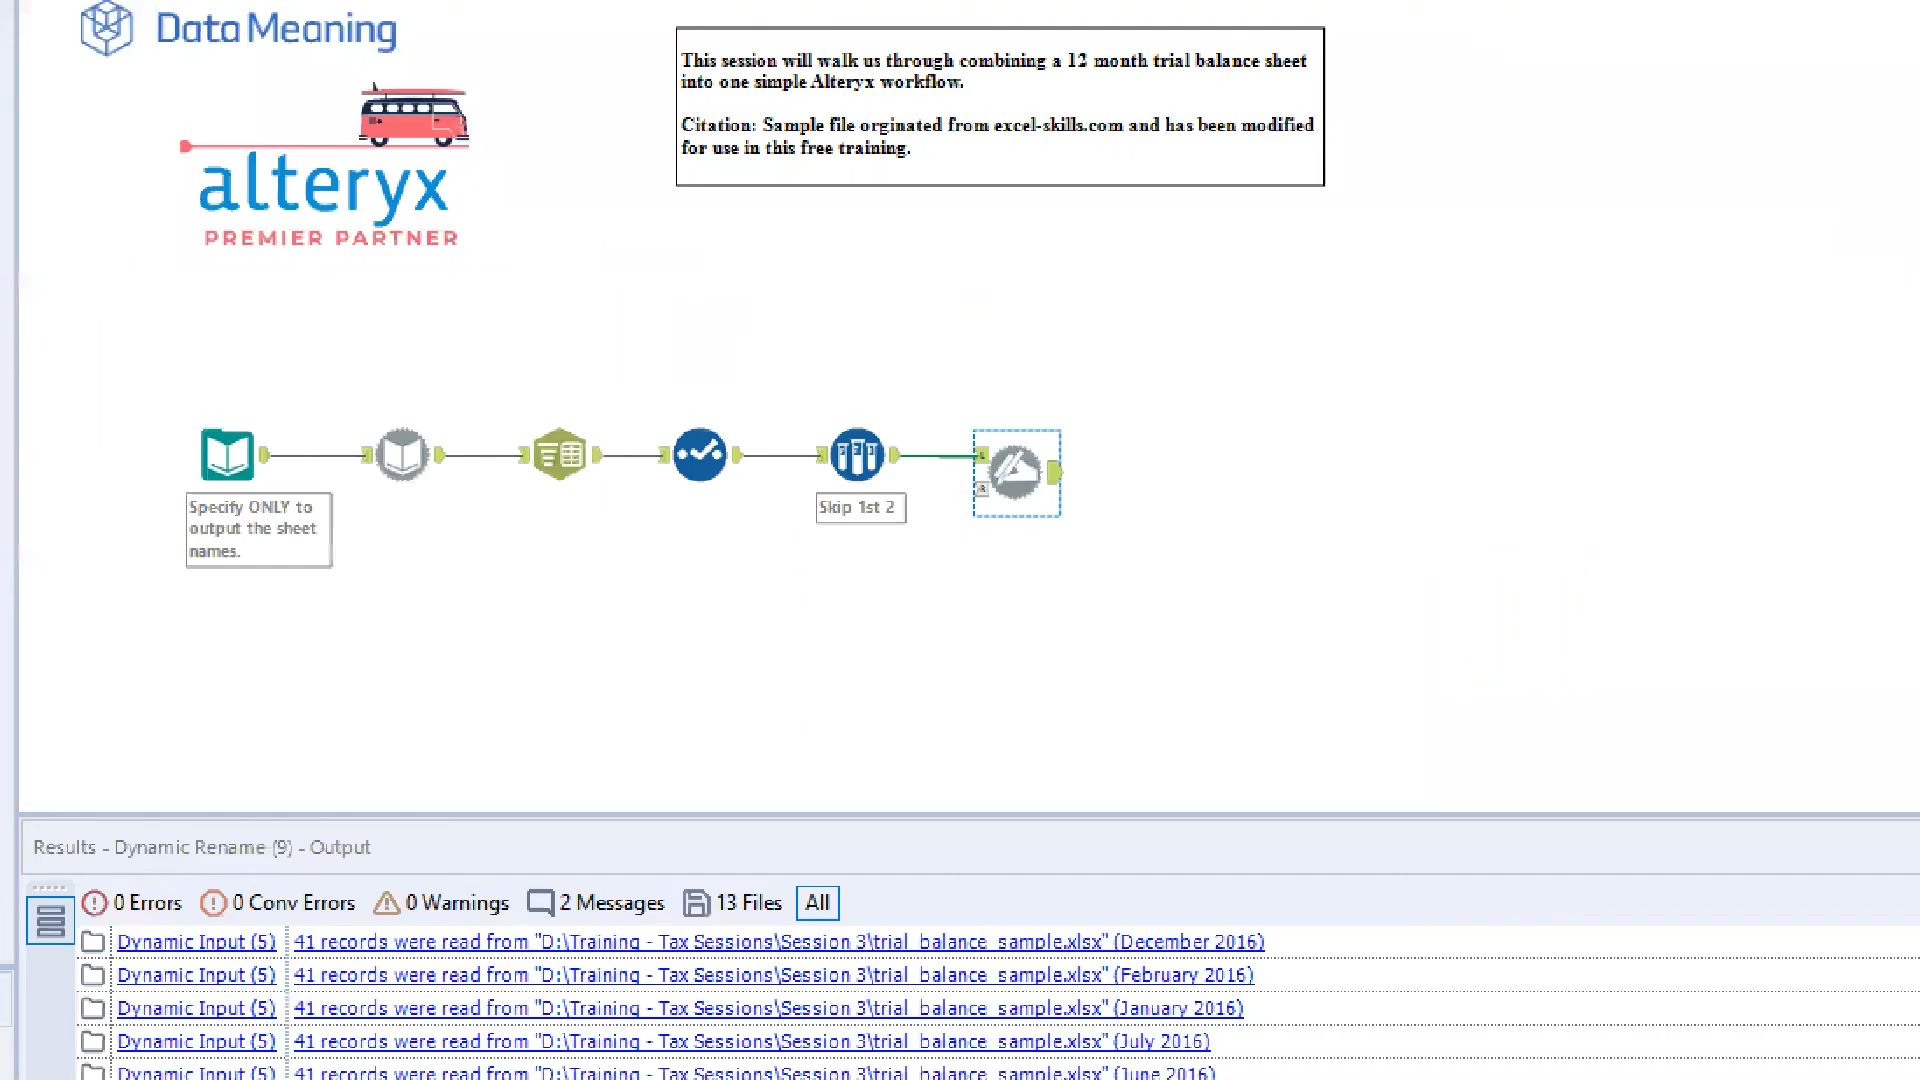 Data Meaning
This session will walk us through combining a 12 month trial balance sheet
into one simple Alteryx workflow.
Citation: Sample file orginated from excel-skills.com and has been modified
for use in this free training.
alteryx
PREMIER PARTNER
Specify ONLY to
output the sheet
names.
Skip 1st 2
L
R
Results - Dynamic Rename (9) - Output
0 Errors 0 Conv Errors 0 Warnings 2 Messages 13 Files All
Dynamic Input (5) 41 records were read from "D:\Training - Tax Sessions\Session 3\trial_balance_sample.xlsx" (December 2016)
Dynamic Input (5) 41 records were read from "D:\Training - Tax Sessions\Session 3\trial_balance_sample.xlsx" (February 2016)
Dynamic Input (5) 41 records were read from "D:\Training - Tax Sessions\Session 3\trial_balance_sample.xlsx" (January 2016)
Dynamic Input (5) 41 records were read from "D:\Training - Tax Sessions\Session 3\trial_balance_sample.xlsx" (July 2016)
Dynamic Input (5) 41 records were read from "D:\Training - Tax Sessions\Session 3\trial_balance_sample.xlsx" (June 2016)